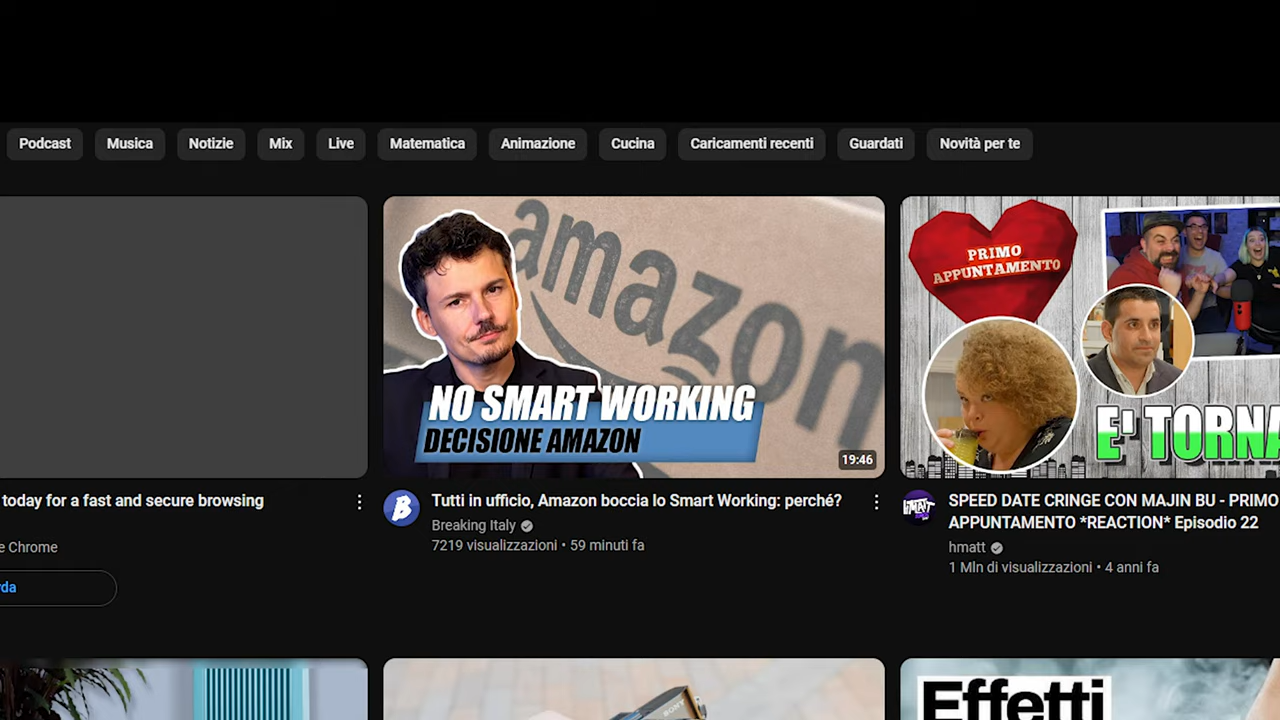 Podcast
Musica
Notizie
Mix
Live
Matematica
Animazione
Cucina
Caricamenti recenti
Guardati
Novità per te
amazon
NO SMART WORKING
DECISIONE AMAZON
19:46
PRIMO
APPUNTAMENTO
E' TORNA
today for a fast and secure browsing
e Chrome
Tutti in ufficio, Amazon boccia lo Smart Working: perché?
Breaking Italy
7219 visualizzazioni • 59 minuti fa
hmatt
SPEED DATE CRINGE CON MAJIN BU - PRIMO
APPUNTAMENTO *REACTION* Episodio 22
hmatt
1 Mln di visualizzazioni • 4 anni fa
SONY
Effetti